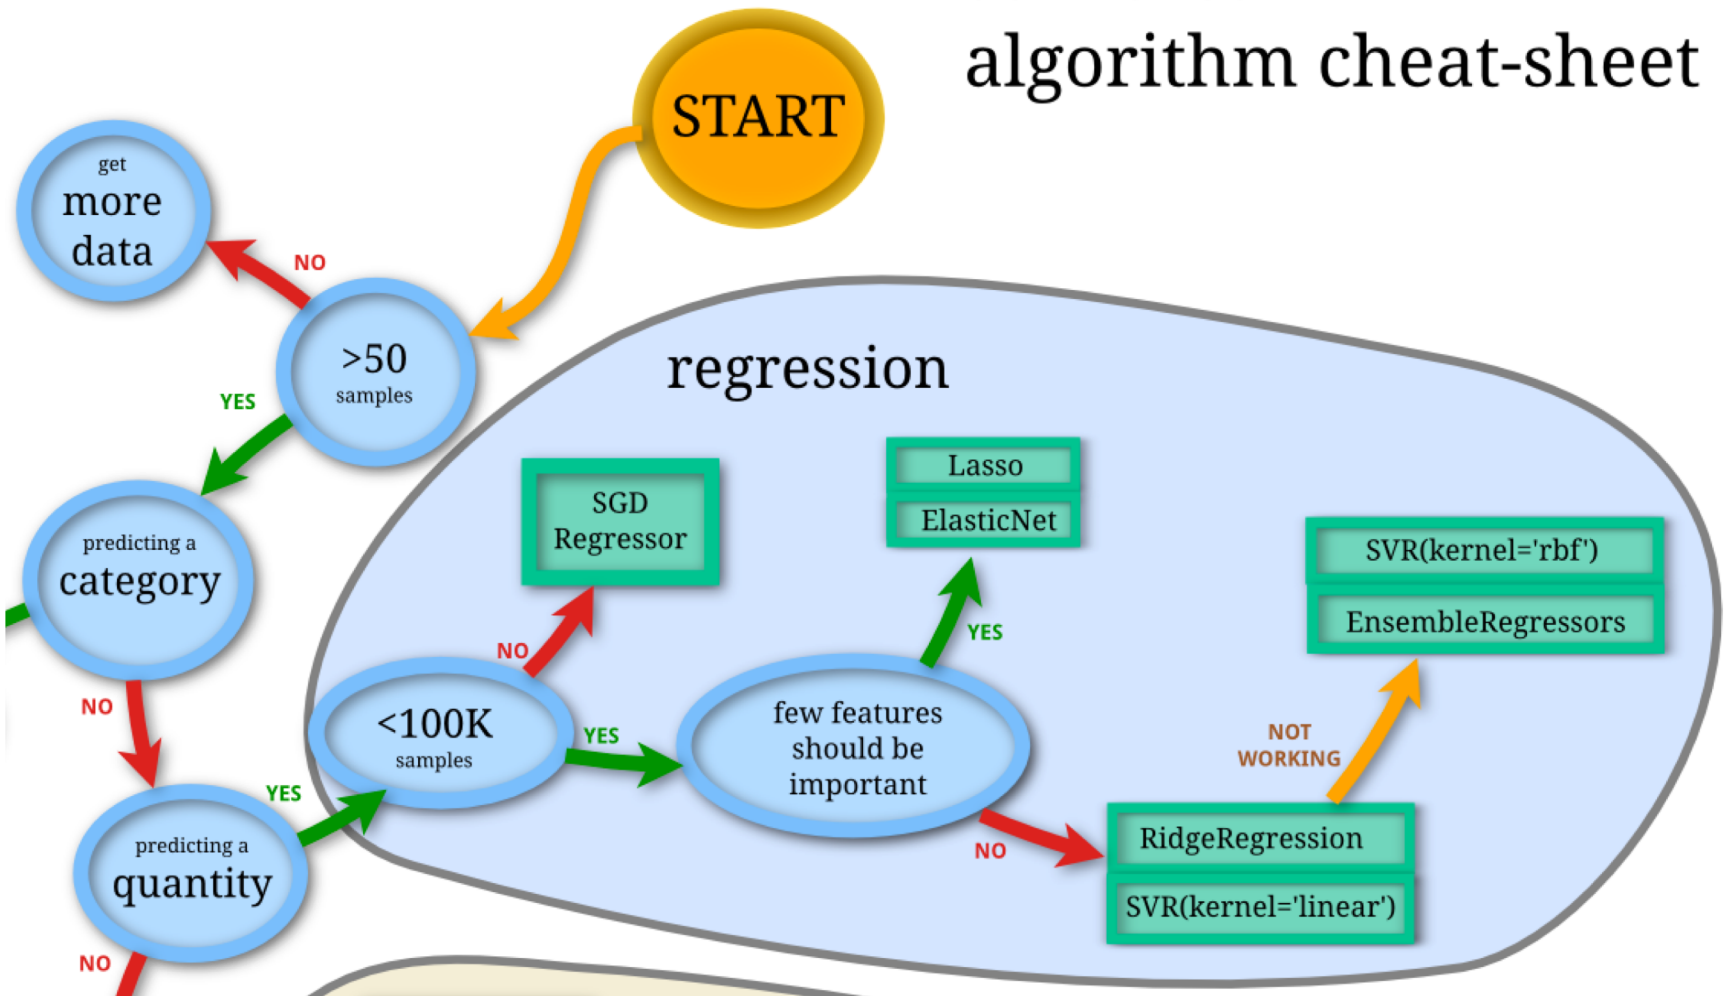 algorithm cheat-sheet
START
get
more
data
NO
>50
samples
YES
regression
predicting a
category
NO
SGD
Regressor
Lasso
ElasticNet
SVR(kernel='rbf')
EnsembleRegressors
NO
YES
<100K
samples
YES
few features
should be
important
NOT
WORKING
YES
predicting a
quantity
NO
RidgeRegression
SVR(kernel='linear')
NO